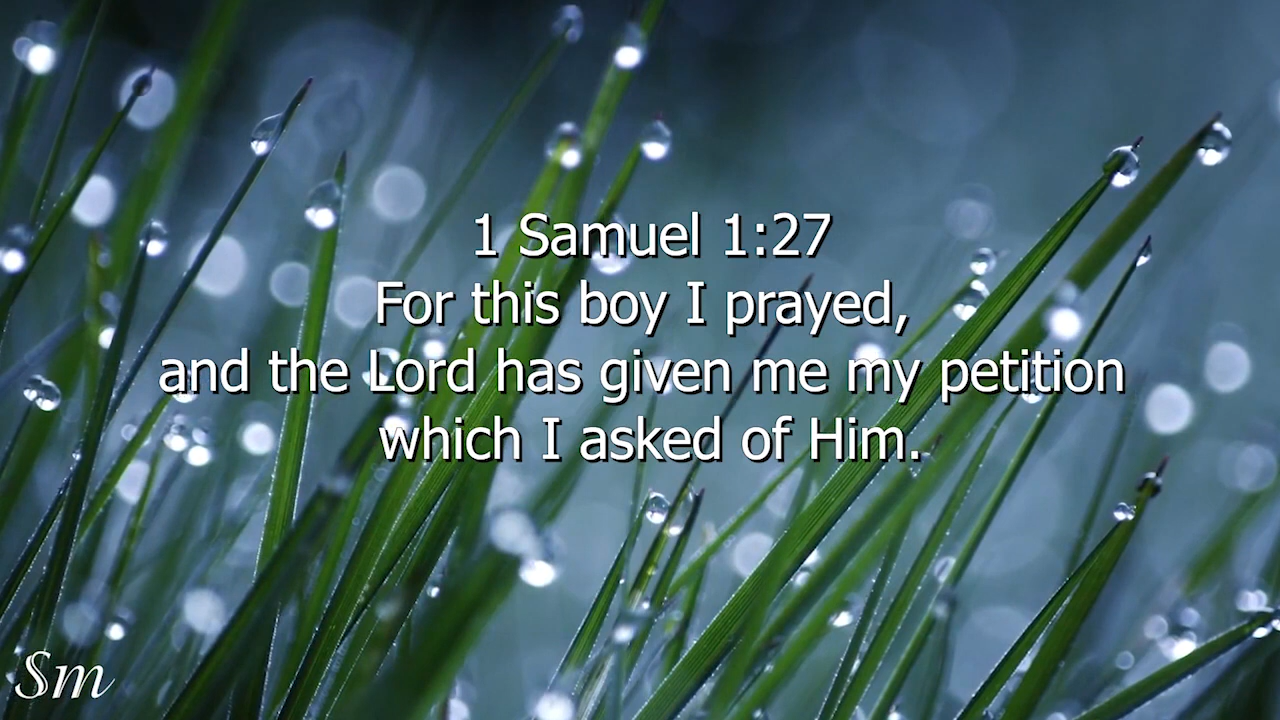 1 Samuel 1:27
For this boy I prayed,
and the Lord has given me my petition
which I asked of Him.
Sm